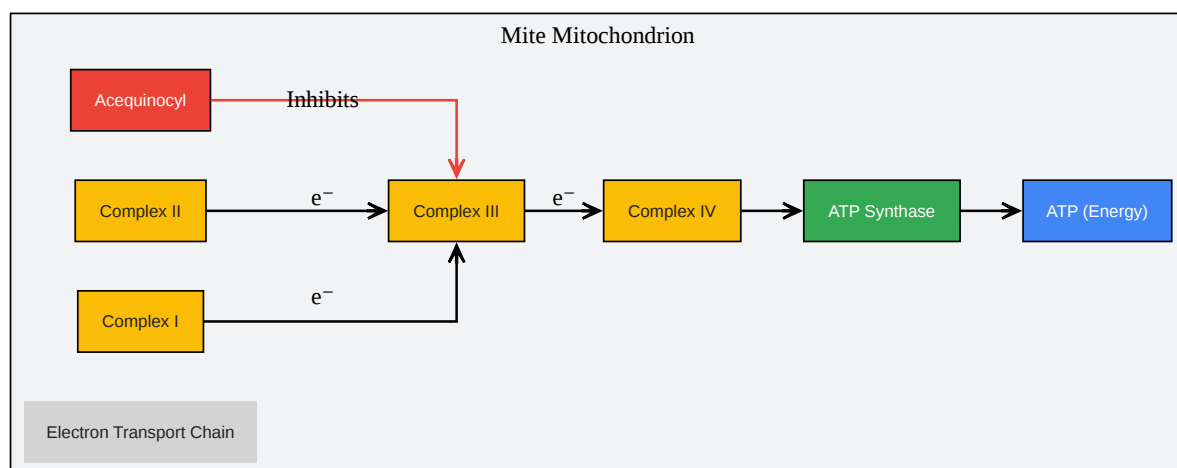 Mite Mitochondrion
Acequinocyl
Inhibits
Complex II
e⁻
Complex III
e⁻
Complex IV
ATP Synthase
ATP (Energy)
e⁻
Complex I
Electron Transport Chain